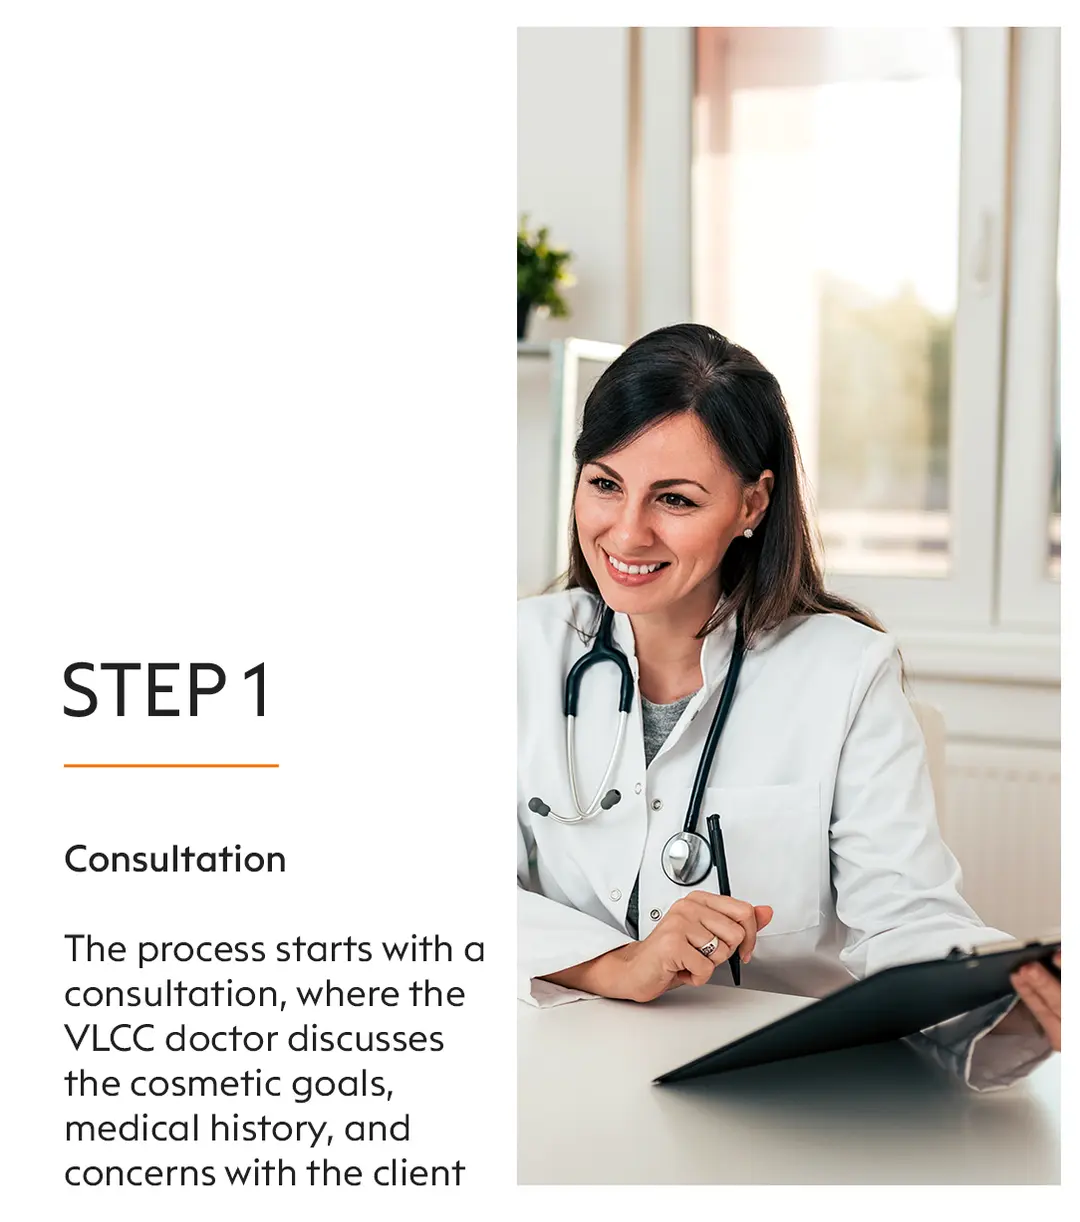 STEP 1
Consultation
The process starts with a
consultation, where the
VLCC doctor discusses
the cosmetic goals,
medical history, and
concerns with the client